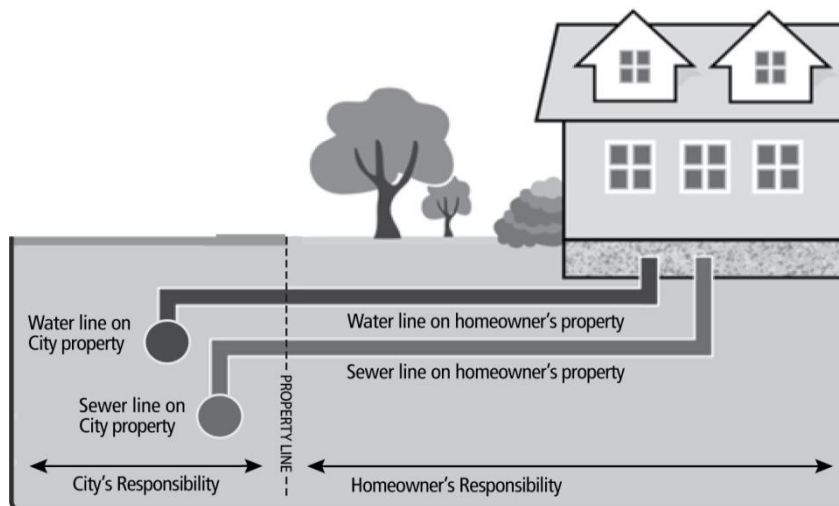 Water line on
City property
Water line on homeowner's property
Sewer line on homeowner's property
Sewer line on
City property
PROPERTY LINE
City's Responsibility
Homeowner's Responsibility